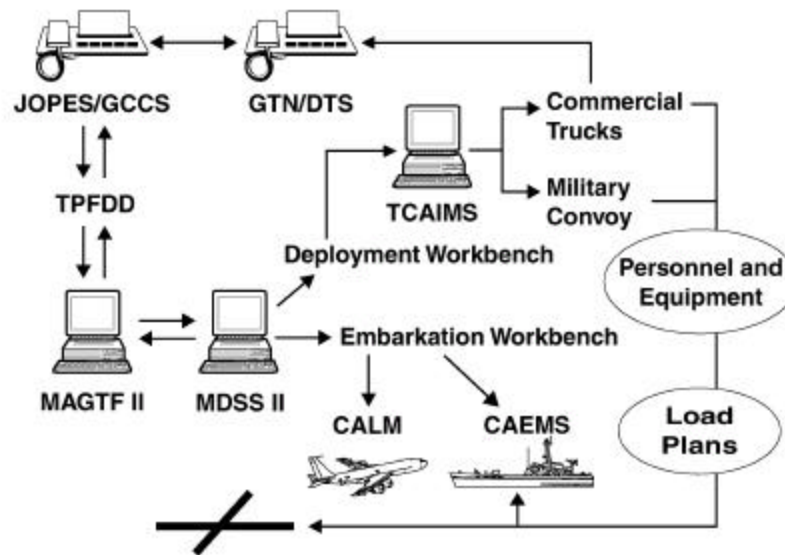 JOPES/GCCS
GTN/DTS
Commercial
Trucks
TPFDD
TCAIMS
Military
Convoy
Deployment Workbench
Personnel and
Equipment
Embarkation Workbench
MAGTF II
MDSS II
CALM
CAEMS
Load
Plans